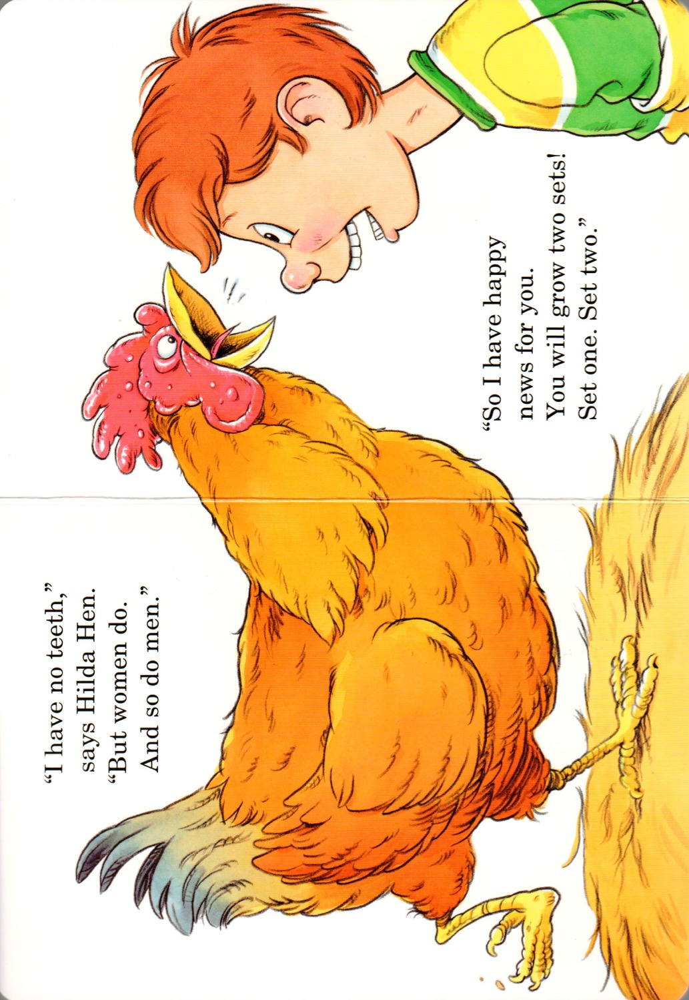 “I have no teeth,”
says Hilda Hen.
“But women do.
And so do men.”
“So I have happy
news for you.
You will grow two sets!
Set one. Set two.”